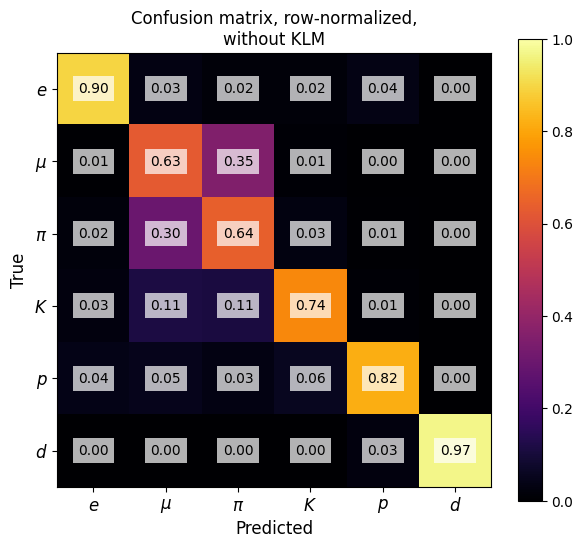 Confusion matrix, row-normalized,
without KLM
e 0.90 0.03 0.02 0.02 0.04 0.00
μ 0.01 0.63 0.35 0.01 0.00 0.00
π 0.02 0.30 0.64 0.03 0.01 0.00
K 0.03 0.11 0.11 0.74 0.01 0.00
p 0.04 0.05 0.03 0.06 0.82 0.00
d 0.00 0.00 0.00 0.00 0.03 0.97
e μ π K p d
True
Predicted
1.0
0.8
0.6
0.4
0.2
0.0